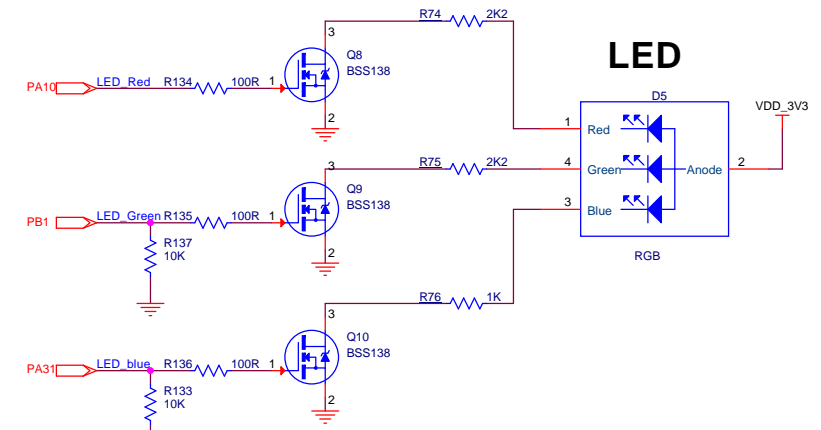 R74 2K2
3
Q8
BSS138
LED
PA10 LED_Red R134 100R 1
2
D5
VDD_3V3
1 Red
R75 2K2
4 Green Anode 2
3
Q9
BSS138
3 Blue
PB1 LED_Green R135 100R 1
R137
10K
2
RGB
R76 1K
3
Q10
BSS138
PA31 LED_blue R136 100R 1
R133
10K
2